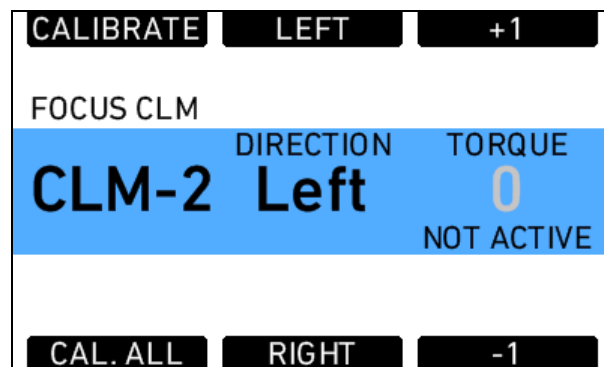 CALIBRATE LEFT +1
FOCUS CLM
DIRECTION TORQUE
CLM-2 Left 0
NOT ACTIVE
CAL. ALL RIGHT -1